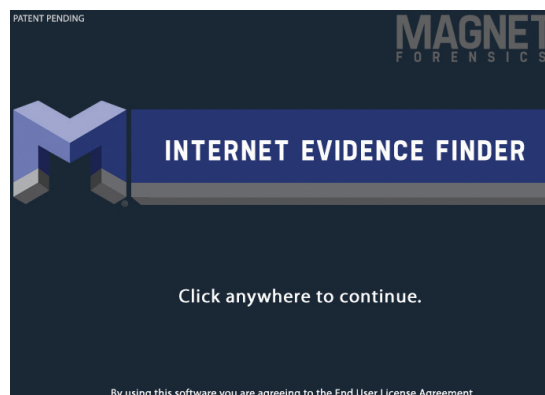 PATENT PENDING
MAGNET
FORENSICS
INTERNET EVIDENCE FINDER
Click anywhere to continue.
By using this software you are agreeing to the End User License Agreement